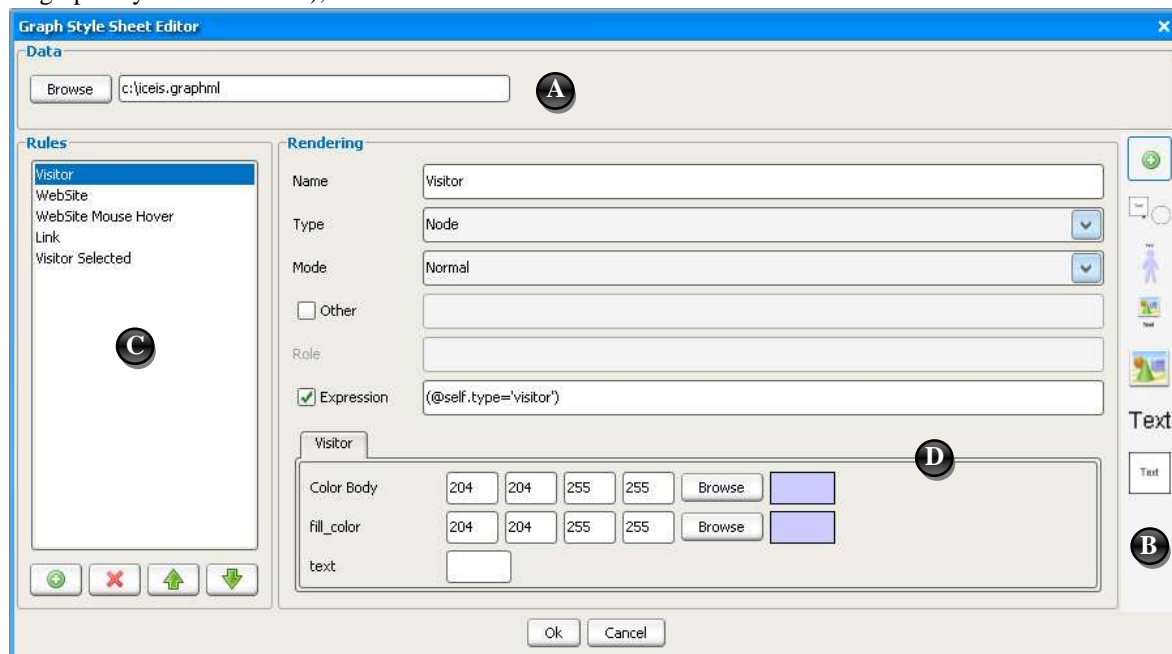 Graph Style Sheet Editor
Data
Browse
c:\iceis.graphml
A
Rules
Visitor
WebSite
WebSite Mouse Hover
Link
Visitor Selected
C
Rendering
Name
Visitor
Type
Node
Mode
Normal
Other
Role
Expression
(@self.type='visitor')
Visitor
D
Color Body
204
204
255
255
Browse
fill_color
204
204
255
255
Browse
text
Text
Text
B
Ok
Cancel